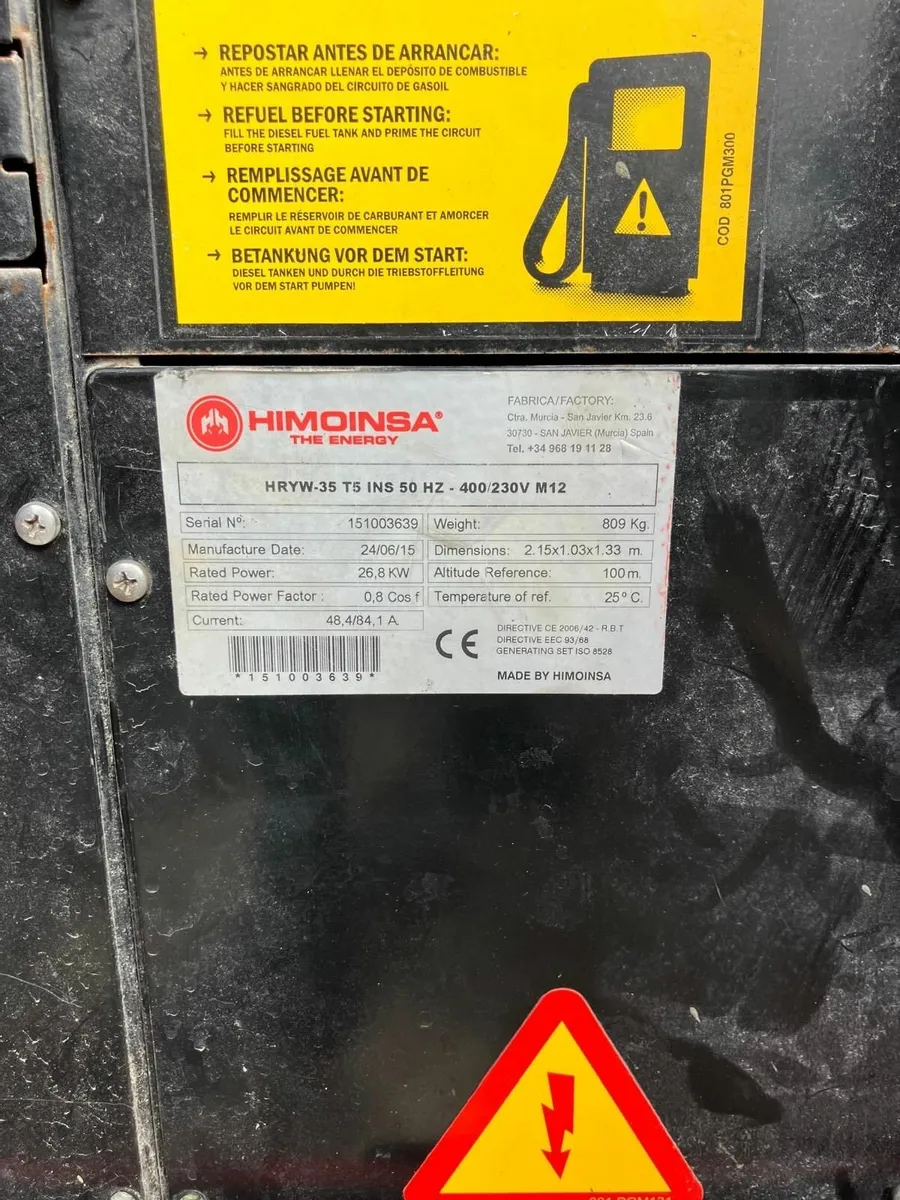 → REPOSTAR ANTES DE ARRANCAR:
ANTES DE ARRANCAR LLENAR EL DEPÓSITO DE COMBUSTIBLE
Y HACER SANGRADO DEL CIRCUITO DE GASOIL
→ REFUEL BEFORE STARTING:
FILL THE DIESEL FUEL TANK AND PRIME THE CIRCUIT
BEFORE STARTING
→ REMPLISSAGE AVANT DE
COMMENCER:
REMPLIR LE RÉSERVOIR DE CARBURANT ET AMORCER
LE CIRCUIT AVANT DE COMMENCER
→ BETANKUNG VOR DEM START:
DIESEL TANKEN UND DURCH DIE TRIEBSTOFFLEITUNG
VOR DEM START PUMPEN!
COD 801PGM300
HIMOINSA®
THE ENERGY
FABRICA/FACTORY:
Ctra. Murcia - San Javier Km. 23.6
30730 - SAN JAVIER (Murcia) Spain
Tel. +34 968 19 11 28
HRYW-35 T5 INS 50 HZ - 400/230V M12
Serial Nº: 151003639 Weight: 809 Kg.
Manufacture Date: 24/06/15 Dimensions: 2.15x1.03x1.33 m.
Rated Power: 26,8 KW Altitude Reference: 100 m.
Rated Power Factor : 0,8 Cos f Temperature of ref. 25º C.
Current: 48,4/84,1 A.
*151003639*
CE
DIRECTIVE CE 2006/42 - R.B.T
DIRECTIVE EEC 93/68
GENERATING SET ISO 8528
MADE BY HIMOINSA